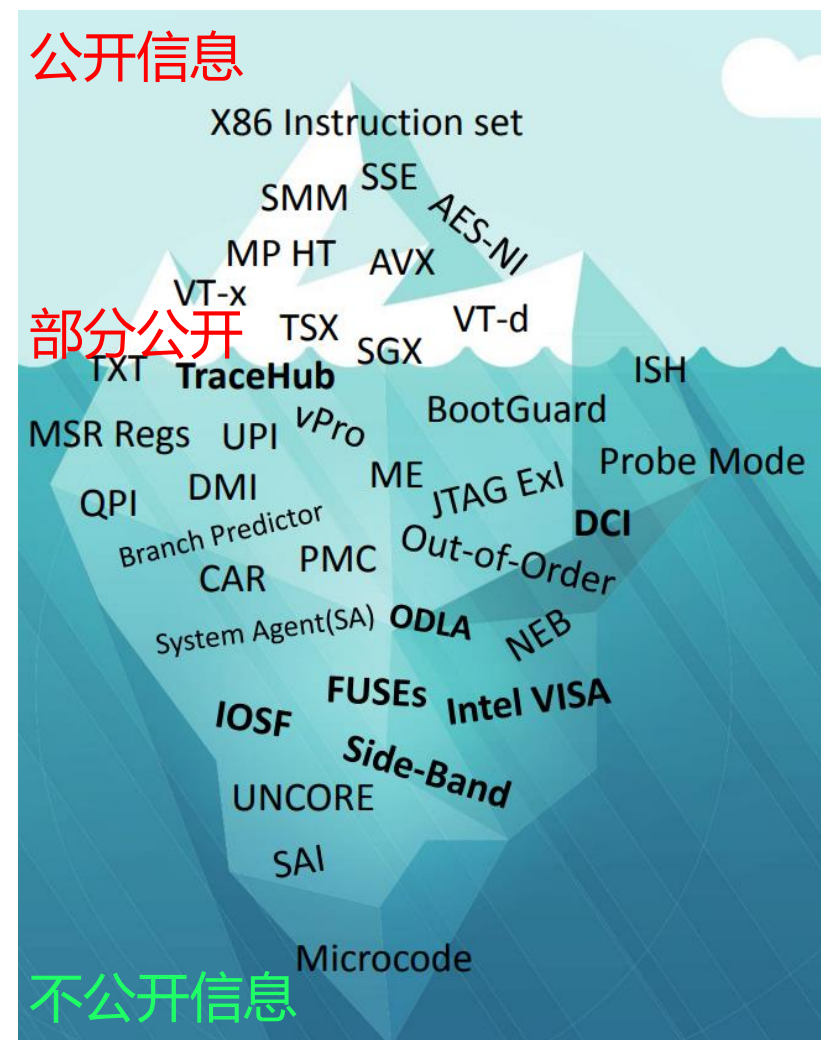 公开信息
X86 Instruction set
SSE
SMM
AES-NI
MP HT
AVX
VT-x
部分公开
TSX
VT-d
SGX
TXT
TraceHub
ISH
BootGuard
vPro
MSR Regs
UPI
Probe Mode
ME
JTAG ExI
DMI
QPI
DCI
Branch Predictor
Out-of-Order
PMC
CAR
System Agent(SA)
ODLA
NEB
FUSEs
Intel VISA
IOSF
Side-Band
UNCORE
SAI
Microcode
不公开信息